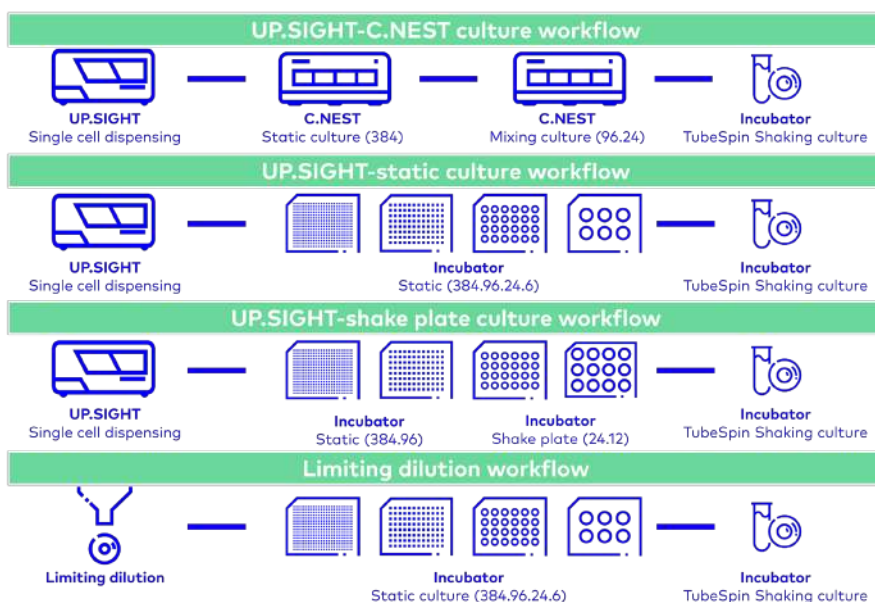 UP.SIGHT-C.NEST culture workflow
UP.SIGHT
Single cell dispensing
C.NEST
Static culture (384)
C.NEST
Mixing culture (96.24)
Incubator
TubeSpin Shaking culture
UP.SIGHT-static culture workflow
UP.SIGHT
Single cell dispensing
Incubator
Static (384.96.24.6)
Incubator
TubeSpin Shaking culture
UP.SIGHT-shake plate culture workflow
UP.SIGHT
Single cell dispensing
Incubator
Static (384.96)
Incubator
Shake plate (24.12)
Incubator
TubeSpin Shaking culture
Limiting dilution workflow
Limiting dilution
Incubator
Static culture (384.96.24.6)
Incubator
TubeSpin Shaking culture